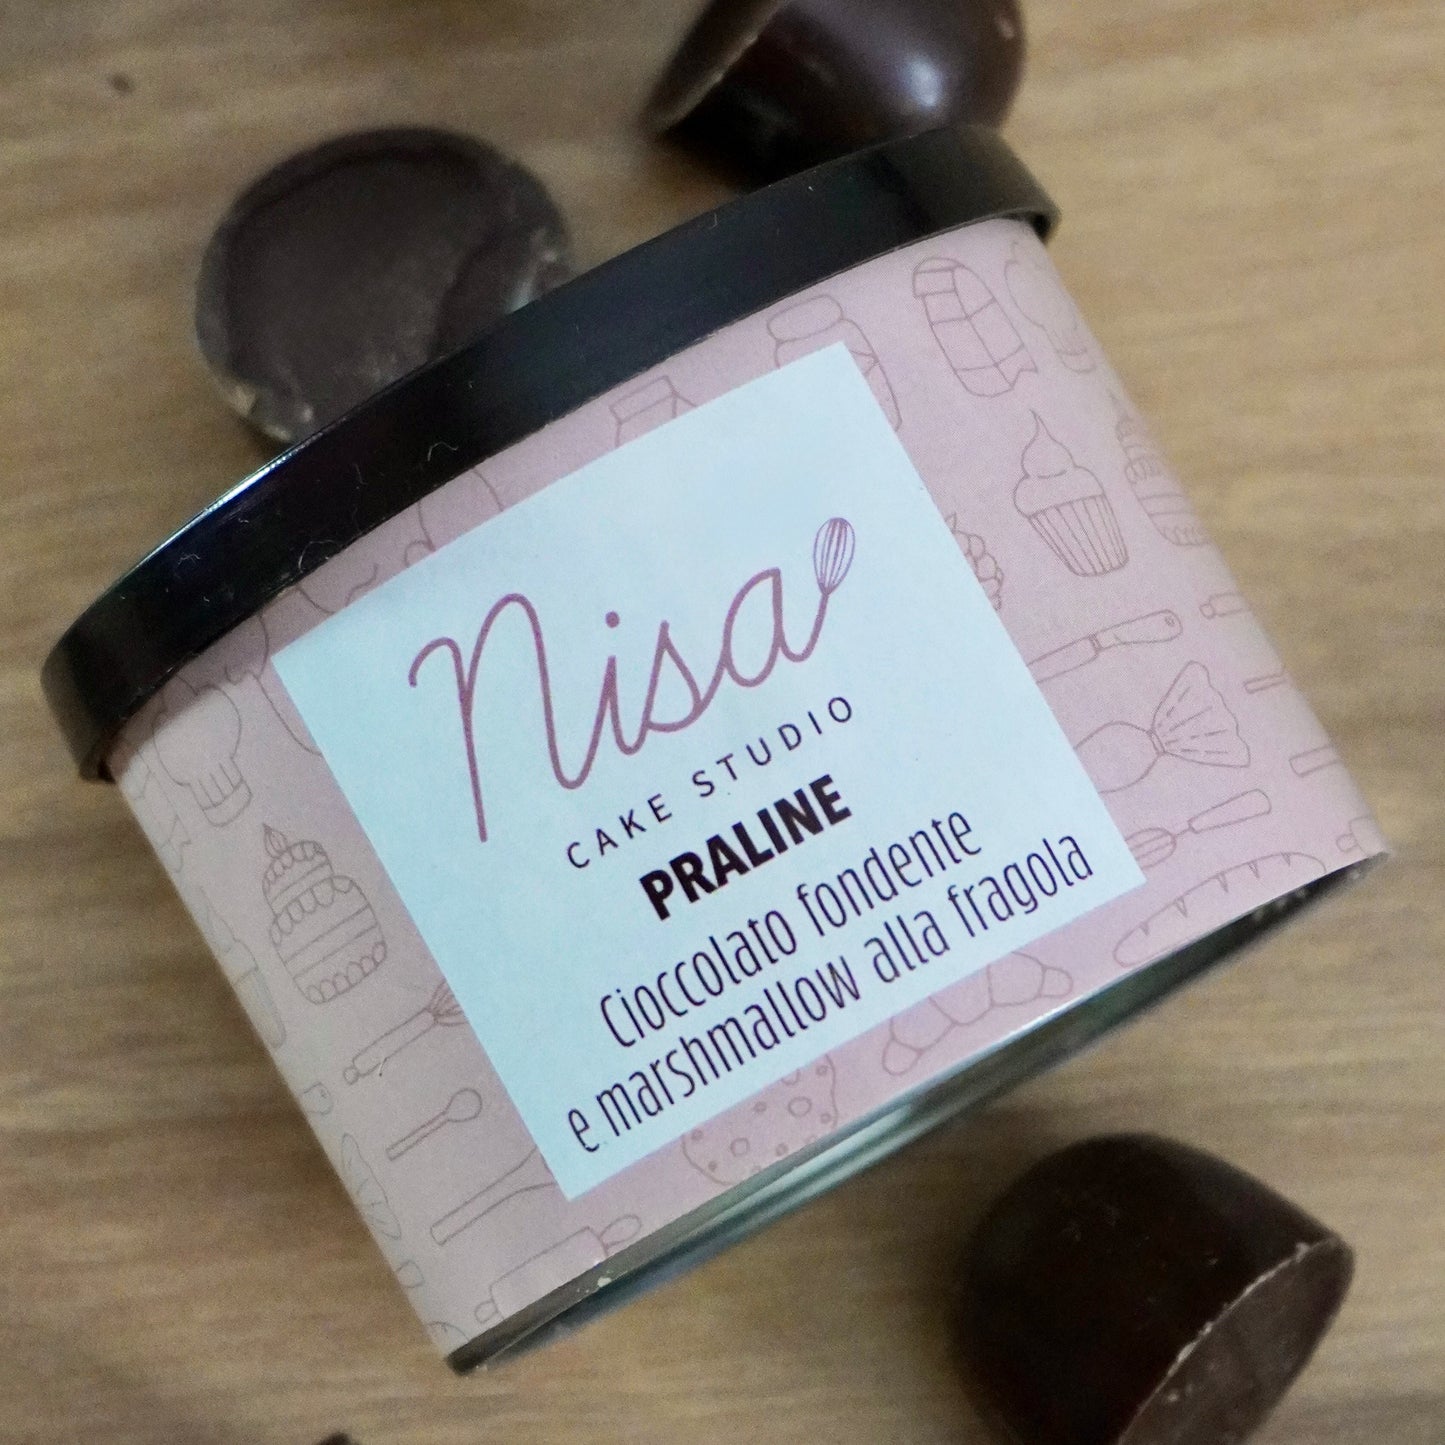 Nisa
CAKE STUDIO
PRALINE
Cioccolato fondente
e marshmallow alla fragola